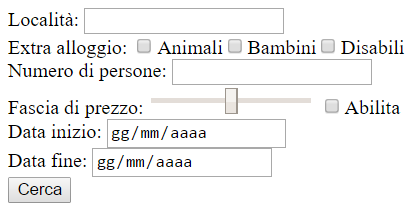 Località:
Extra alloggio: Animali Bambini Disabili
Numero di persone:
Fascia di prezzo: Abilita
Data inizio: gg/mm/aaaa
Data fine: gg/mm/aaaa
Cerca